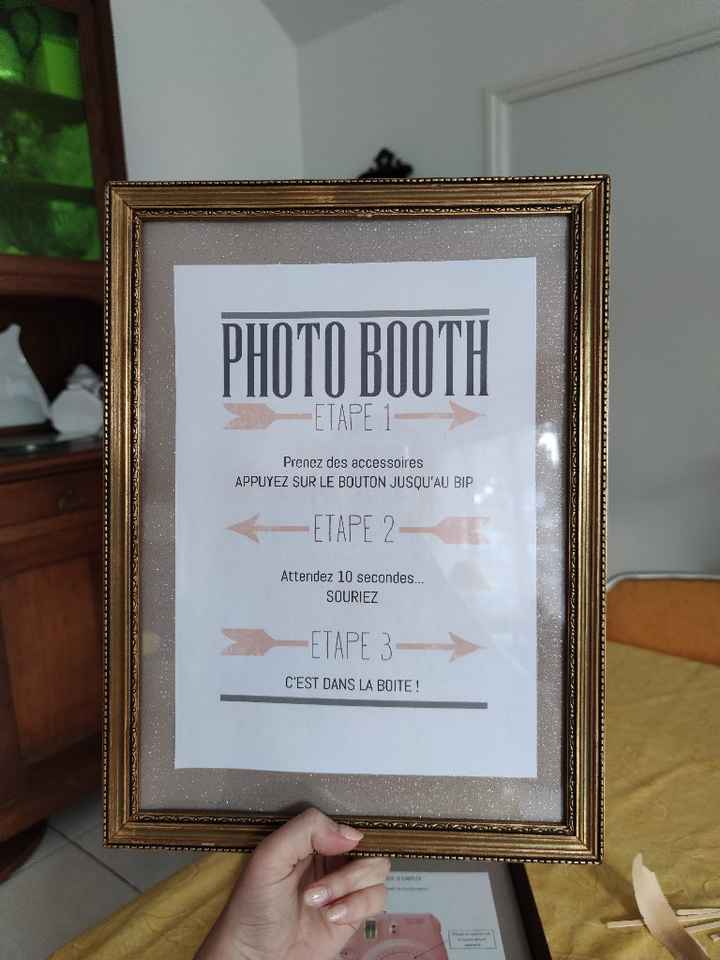 PHOTO BOOTH
ETAPE 1
Prenez des accessoires
APPUYEZ SUR LE BOUTON JUSQU'AU BIP
ETAPE 2
Attendez 10 secondes...
SOURIEZ
ETAPE 3
C'EST DANS LA BOITE !